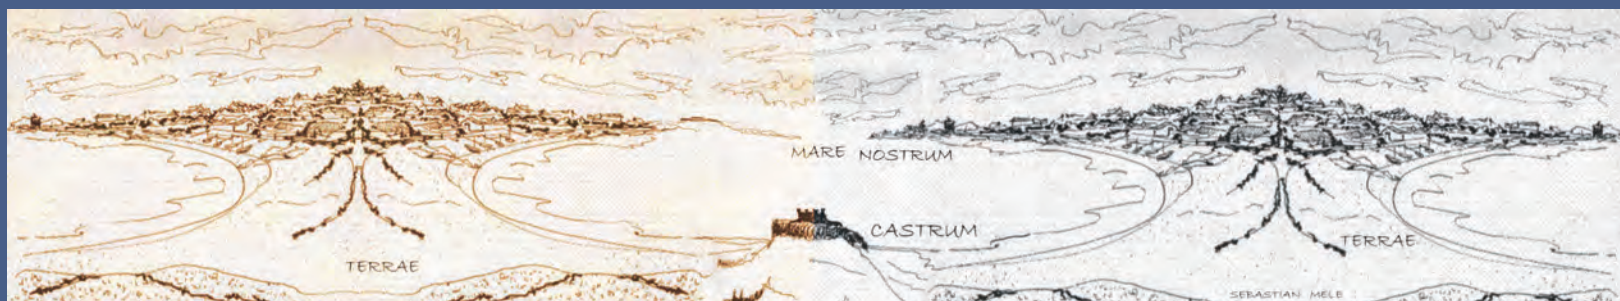 MARE NOSTRUM
CASTRUM
TERRAE
TERRAE
SEBASTIAN MELE